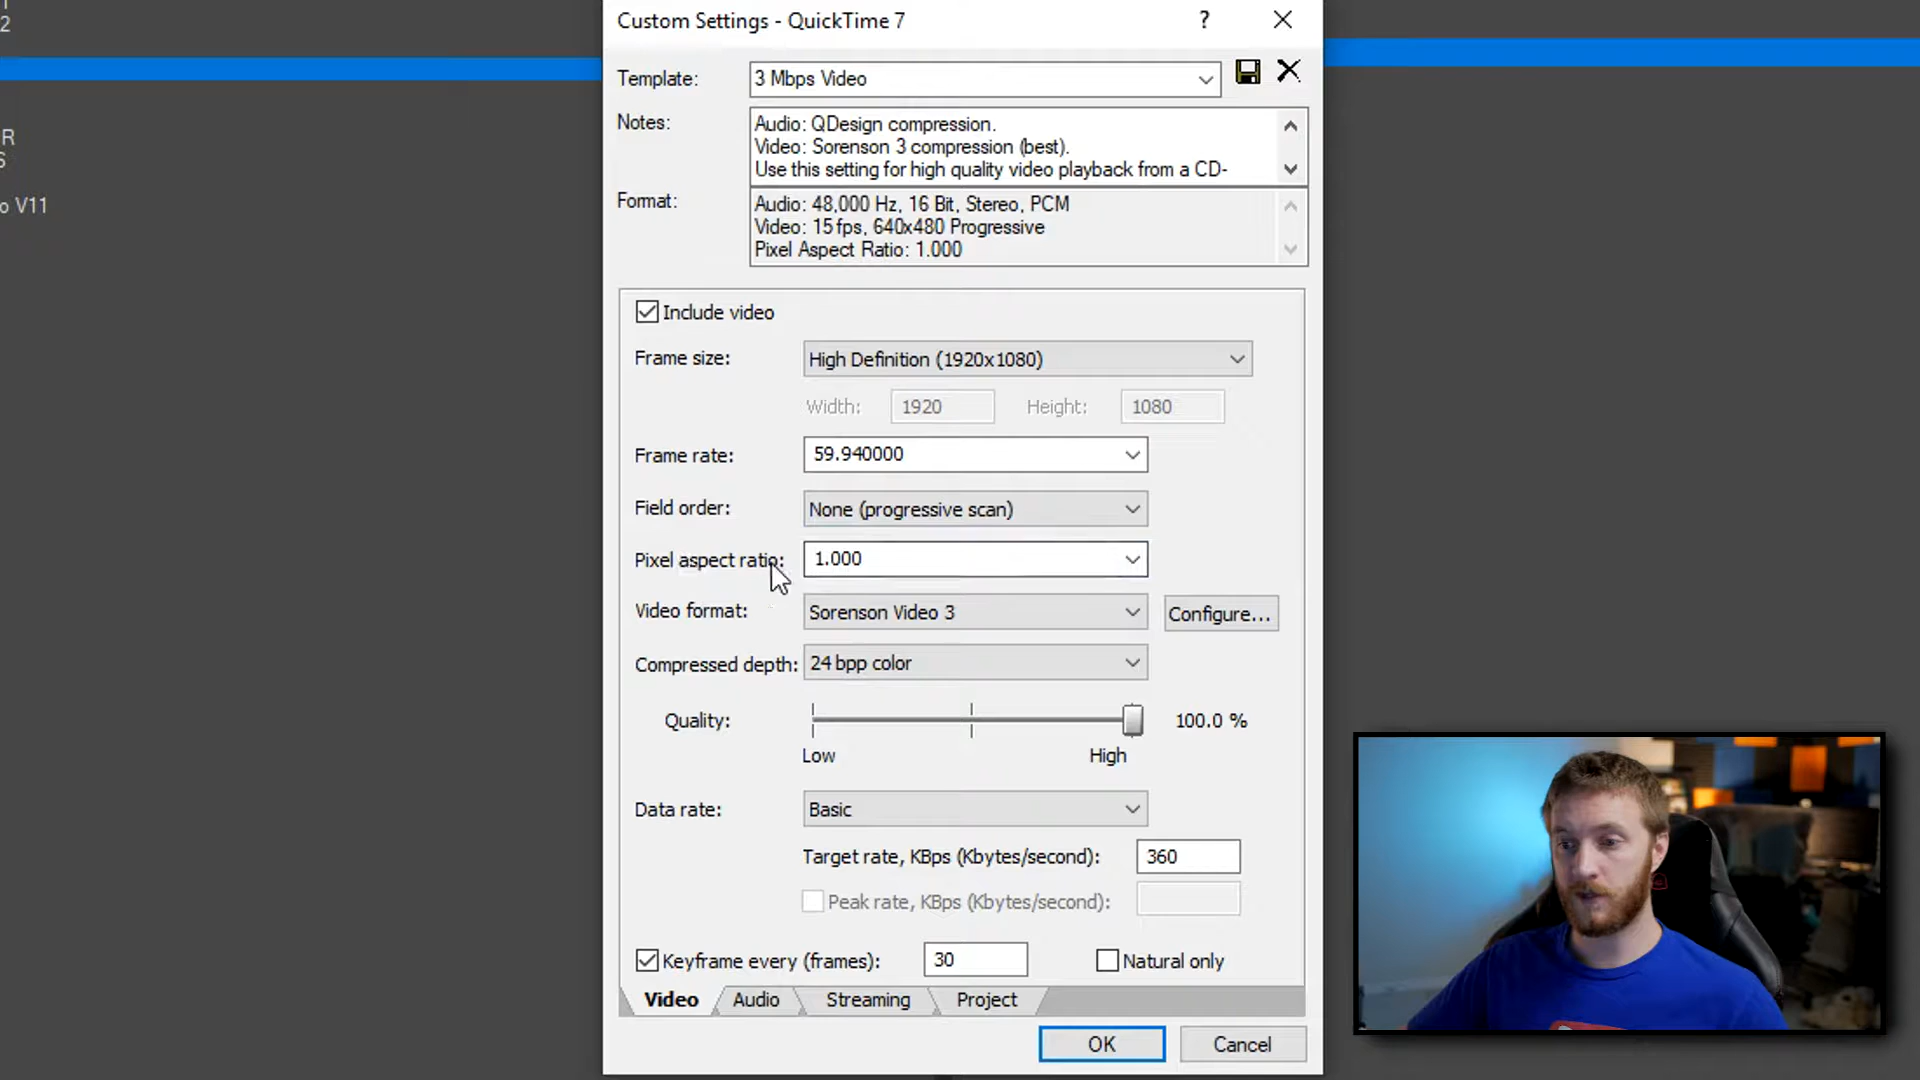 2
Custom Settings - QuickTime 7
?
Template:
3 Mbps Video
Notes:
Audio: QDesign compression.
Video: Sorenson 3 compression (best).
Use this setting for high quality video playback from a CD-
R
S
Format:
Audio: 48,000 Hz, 16 Bit, Stereo, PCM
Video: 15 fps, 640x480 Progressive
Pixel Aspect Ratio: 1.000
o V11
Include video
Frame size:
High Definition (1920x1080)
Width:
1920
Height:
1080
Frame rate:
59.940000
Field order:
None (progressive scan)
Pixel aspect ratio:
1.000
Video format:
Sorenson Video 3
Configure...
Compressed depth:
24 bpp color
Quality:
100.0 %
Low
High
Data rate:
Basic
Target rate, KBps (Kbytes/second):
360
Peak rate, KBps (Kbytes/second):
Keyframe every (frames):
30
Natural only
Video
Audio
Streaming
Project
OK
Cancel